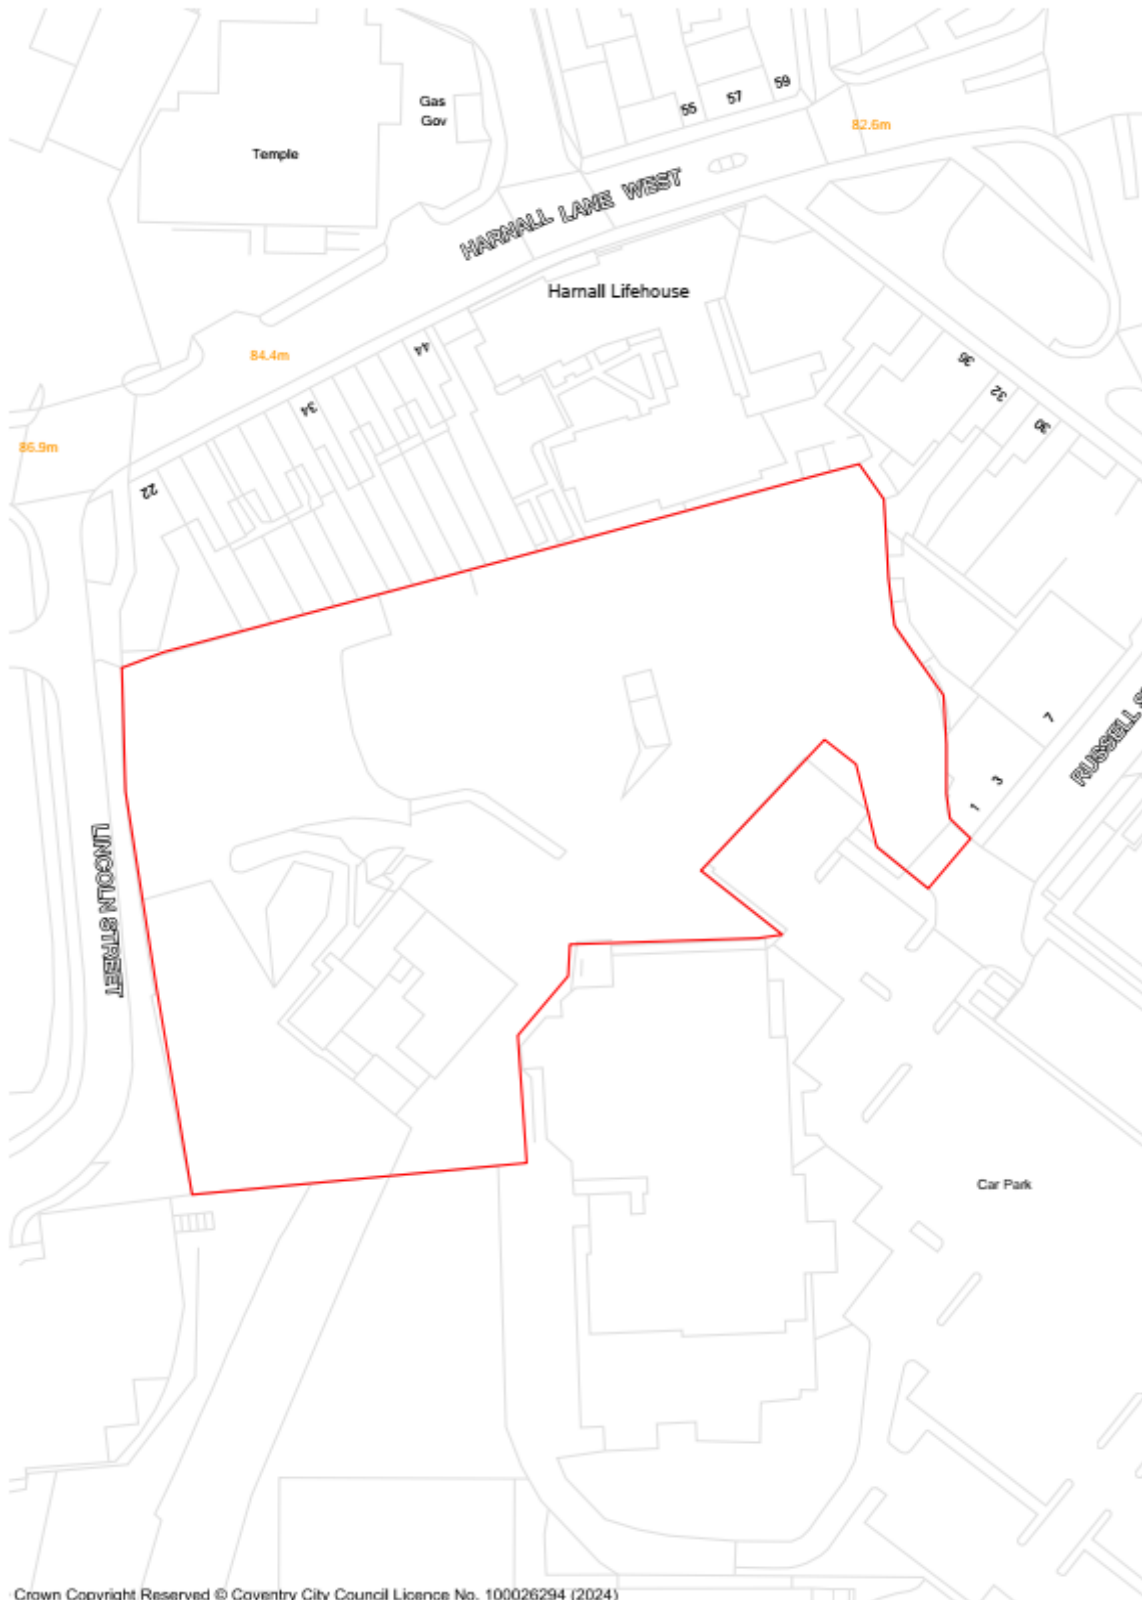 59
57
55
Gas
Gov
82.6m
Temple
HARNALL LANE WEST
Harnall Lifehouse
84.4m
44
36
32
34
30
86.9m
22
7
RUSSELL S
3
1
LINCOLN STREET
Car Park
Crown Copyright Reserved © Coventry City Council Licence No. 100026294 (2024)